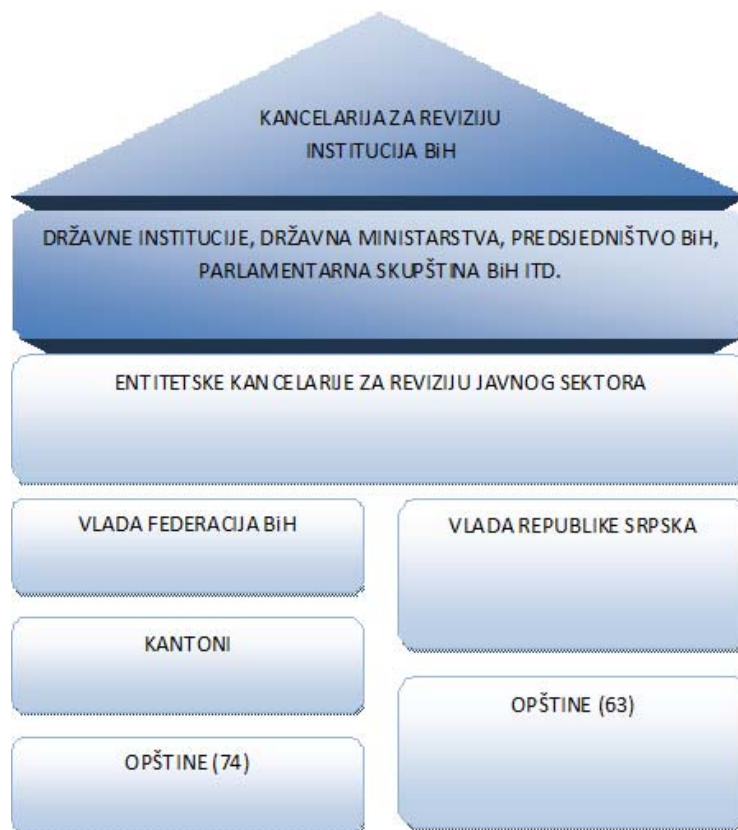 KANCELARIJA ZA REVIZIJU
INSTITUCIJA BiH
DRŽAVNE INSTITUCIJE, DRŽAVNA MINISTARSTVA, PREDSJEDNIŠTVO BiH,
PARLAMENTARNA SKUPŠTINA BiH ITD.
ENTITETSKE KANCELARIJE ZA REVIZIJU JAVNOG SEKTORA
VLADA FEDERACIJA BiH
KANTONI
OPŠTINE (74)
VLADA REPUBLIKE SRPSKA
OPŠTINE (63)